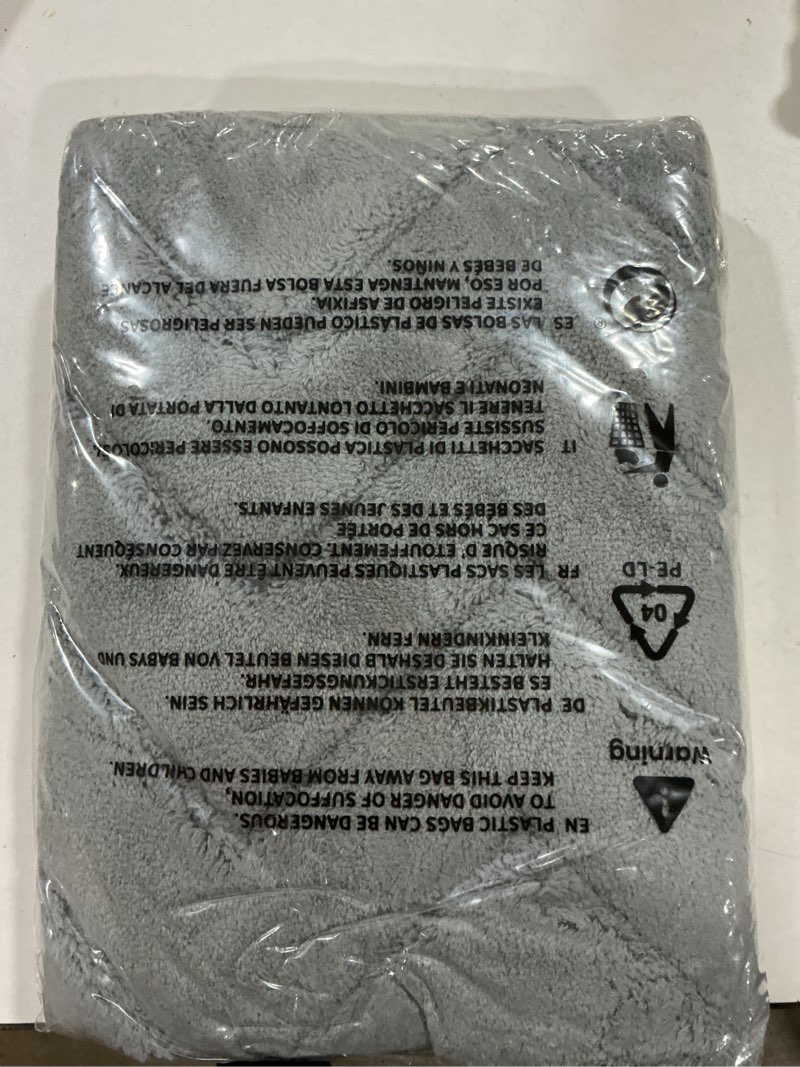 EN PLASTIC BAGS CAN BE DANGEROUS.
TO AVOID DANGER OF SUFFOCATION,
KEEP THIS BAG AWAY FROM BABIES AND CHILDREN.
Warning
DE PLASTIKBEUTEL KÖNNEN GEFÄHRLICH SEIN.
ES BESTEHT ERSTICKUNGSGEFAHR.
HALTEN SIE DESHALB DIESEN BEUTEL VON BABYS UND
KLEINKINDERN FERN.
04
PE-LD
FR LES SACS PLASTIQUES PEUVENT ÊTRE DANGEREUX.
RISQUE D'ETOUFFEMENT. CONSERVEZ PAR CONSÉQUENT
CE SAC HORS DE PORTÉE
DES BÉBÉS ET DES JEUNES ENFANTS.
IT SACCHETTI DI PLASTICA POSSONO ESSERE PERICOLOSI.
SUSSISTE PERICOLO DI SOFFOCAMENTO.
TENERE IL SACCHETTO LONTANTO DALLA PORTATA DI
NEONATI E BAMBINI.
ES LAS BOLSAS DE PLÁSTICO PUEDEN SER PELIGROSAS
EXISTE PELIGRO DE ASFIXIA.
POR ESO, MANTENGA ESTA BOLSA FUERA DEL ALCANCE
DE BEBÉS Y NIÑOS.